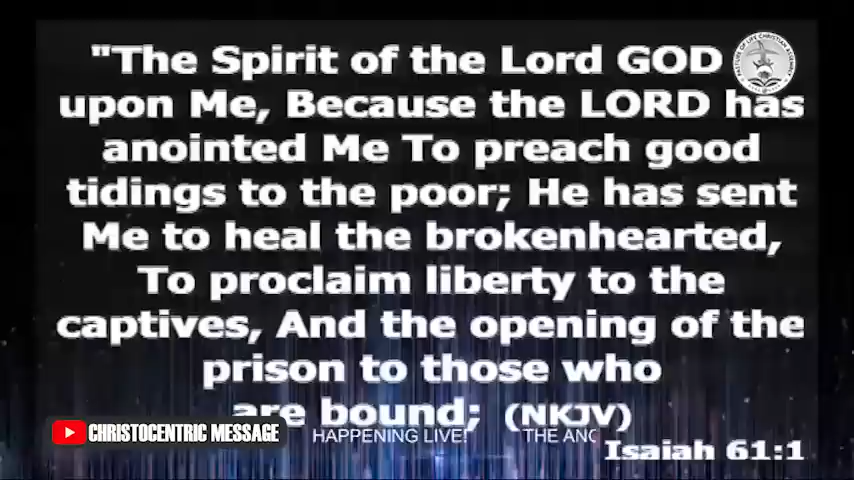 "The Spirit of the Lord GOD
upon Me, Because the LORD has
anointed Me To preach good
tidings to the poor; He has sent
Me to heal the brokenhearted,
To proclaim liberty to the
captives, And the opening of the
prison to those who
are bound; (NKJV)
CHRISTOCENTRIC MESSAGE
HAPPENING LIVE! THE ANO
Isaiah 61:1